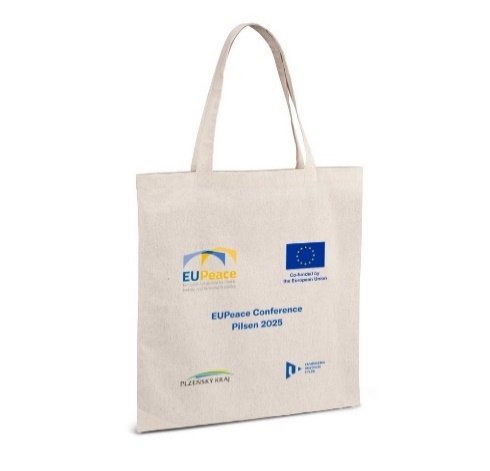 EUPeace
Co-funded by
the European Union
EUPeace Conference
Pilsen 2025
PLZEŇSKÝ KRAJ